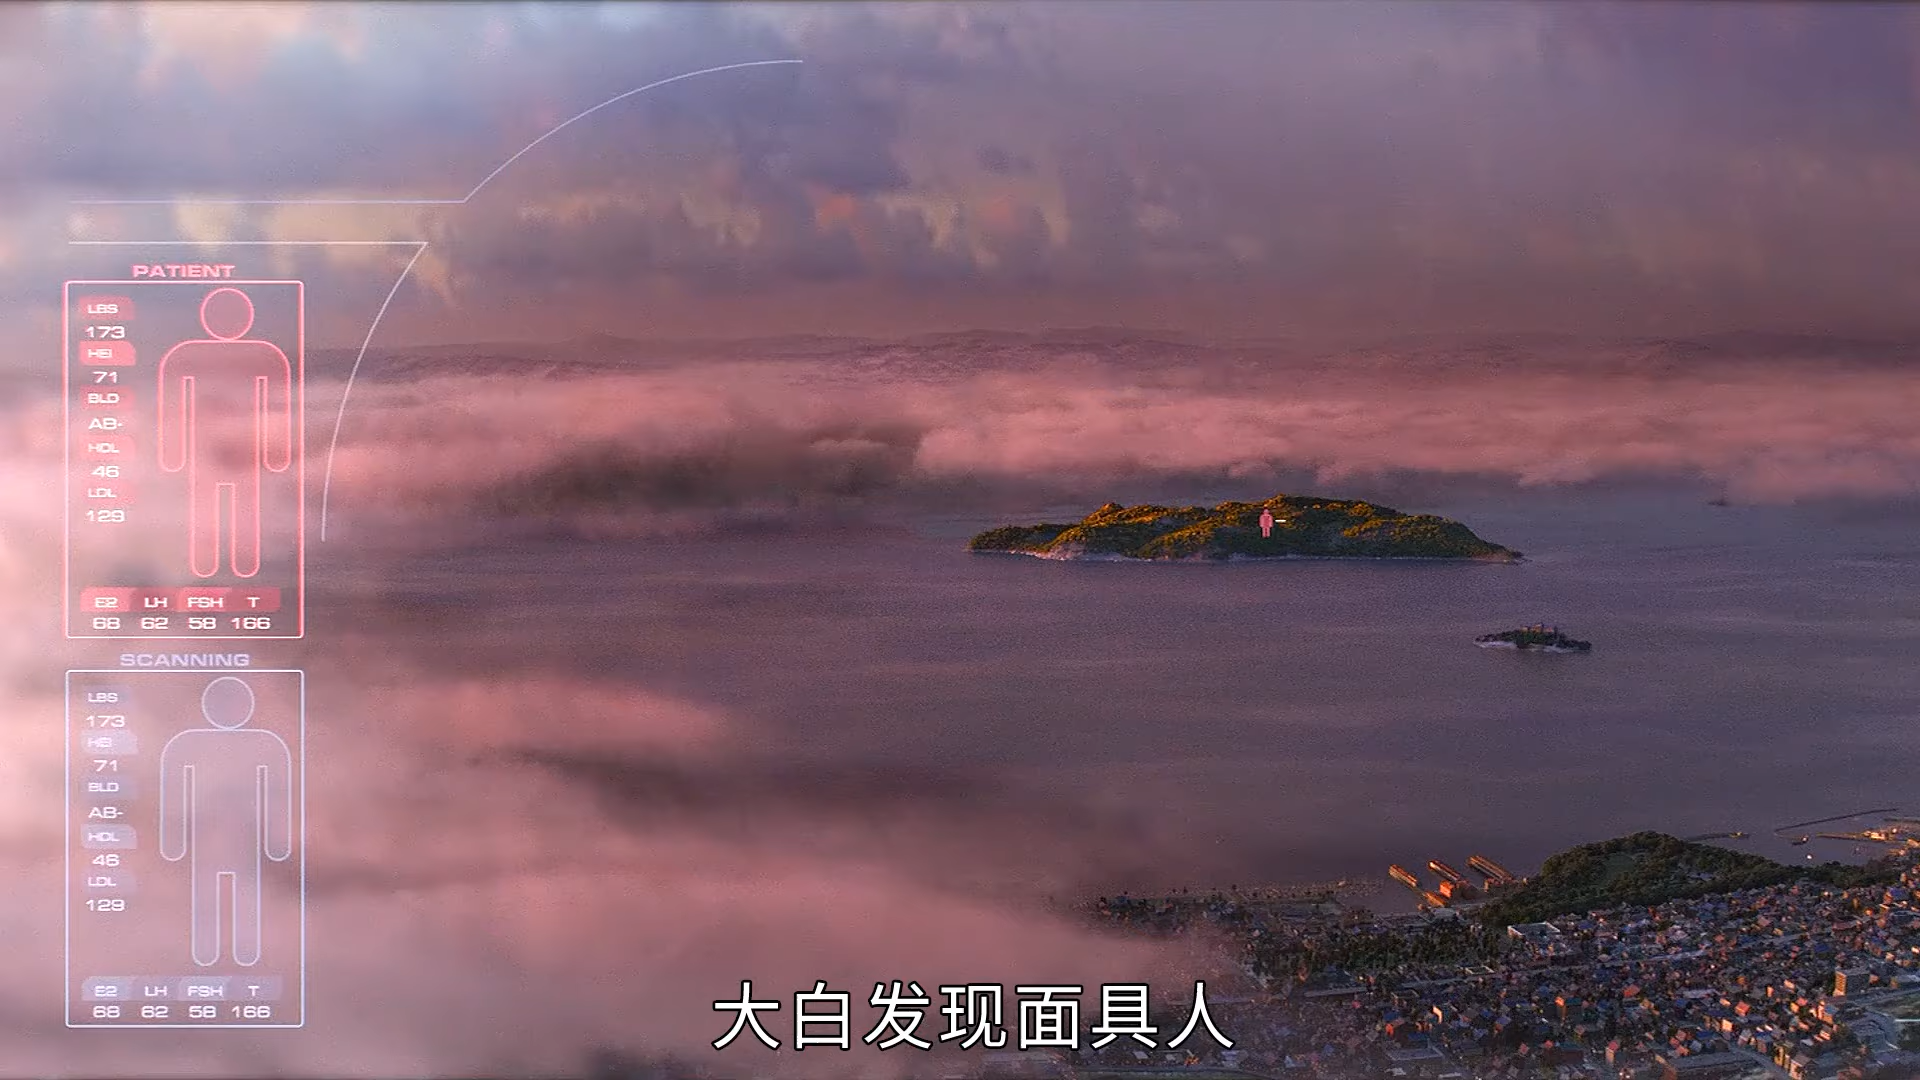 PATIENT
LBS
173
HEI
71
BLD
AB-
HDL
46
LDL
129
E2 LH FSH T
68 62 58 166
SCANNING
LBS
173
HEI
71
BLD
AB-
HDL
46
LDL
129
E2 LH FSH T
68 62 58 166
大白发现面具人